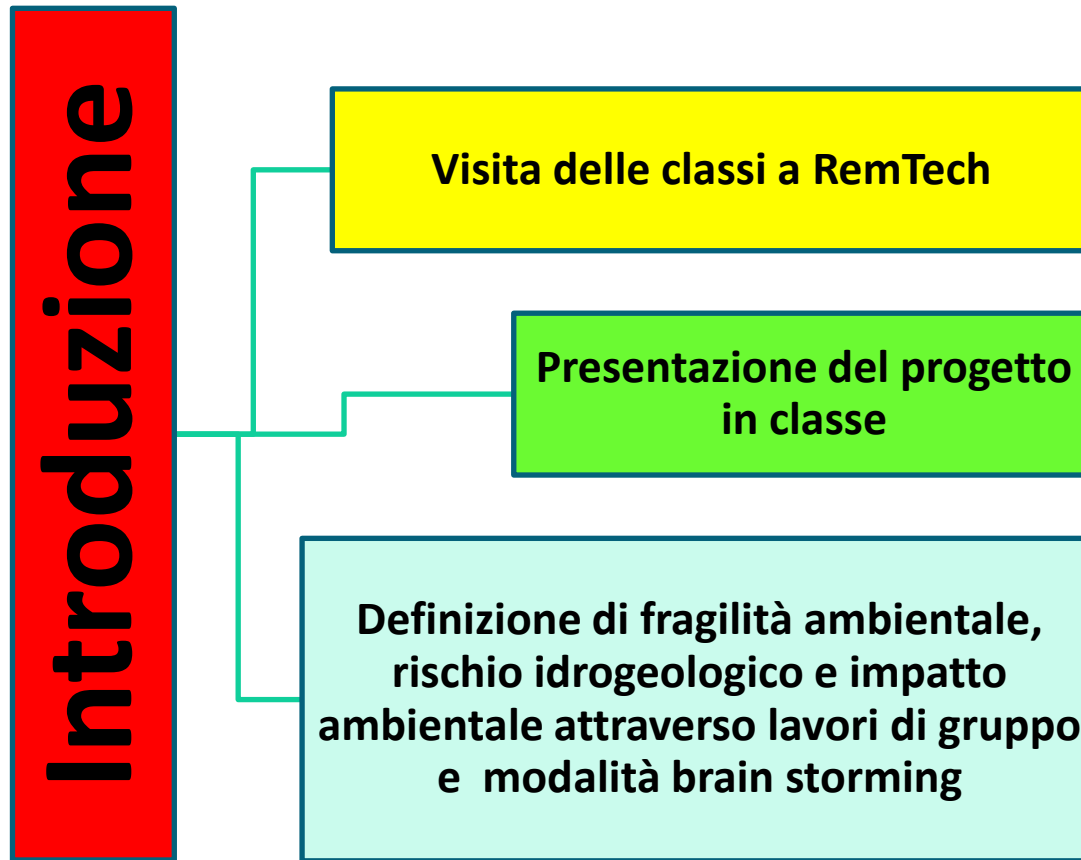 Introduzione
Visita delle classi a RemTech
Presentazione del progetto
in classe
Definizione di fragilità ambientale,
rischio idrogeologico e impatto
ambientale attraverso lavori di gruppo
e  modalità brain storming